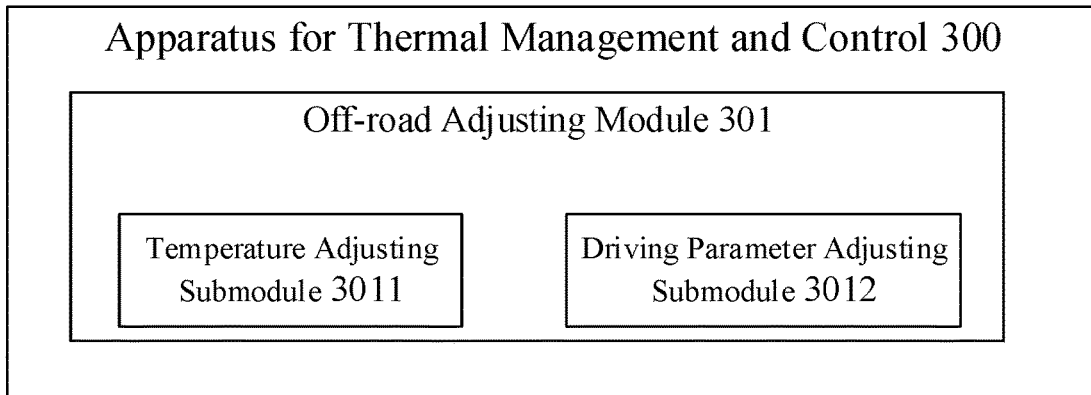 Apparatus for Thermal Management and Control 300
Off-road Adjusting Module 301
Temperature Adjusting
Submodule 3011
Driving Parameter Adjusting
Submodule 3012